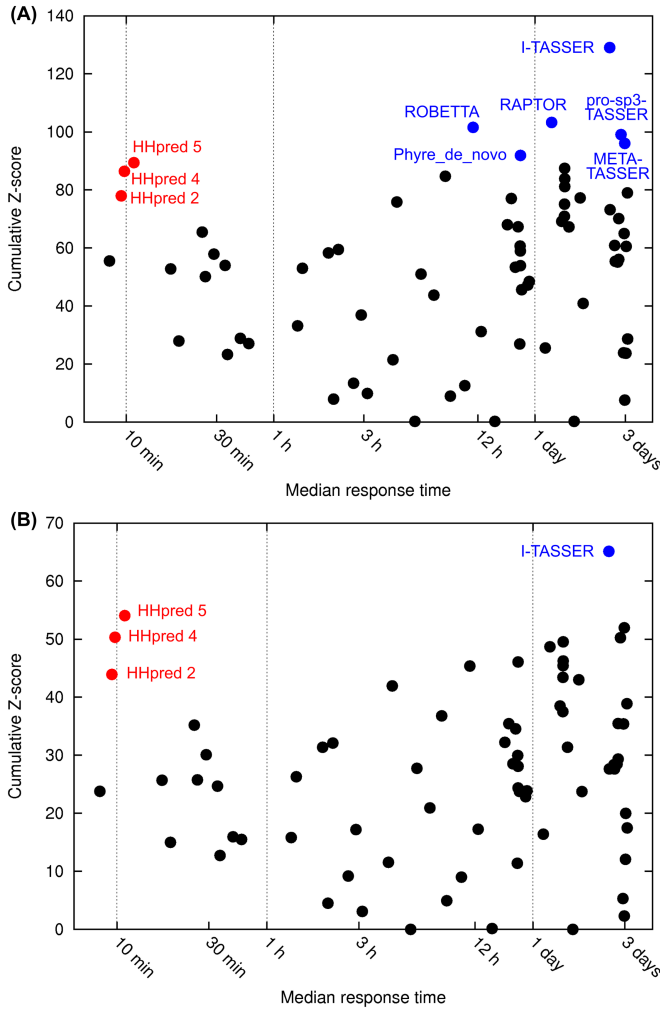 (A)
140
120
100
80
60
40
20
0
Cumulative Z-score
I-TASSER
pro-sp3-
TASSER
ROBETTA
RAPTOR
Phyre_de_novo
META-
TASSER
HHpred 5
HHpred 4
HHpred 2
10 min
30 min
1 h
3 h
12 h
1 day
3 days
Median response time
(B)
70
60
50
40
30
20
10
0
Cumulative Z-score
I-TASSER
HHpred 5
HHpred 4
HHpred 2
10 min
30 min
1 h
3 h
12 h
1 day
3 days
Median response time